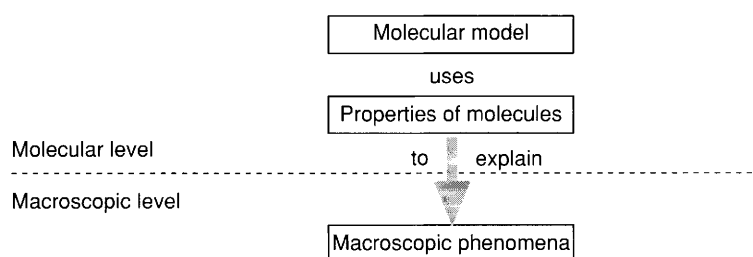 Molecular model
uses
Properties of molecules
Molecular level
to explain
Macroscopic level
Macroscopic phenomena